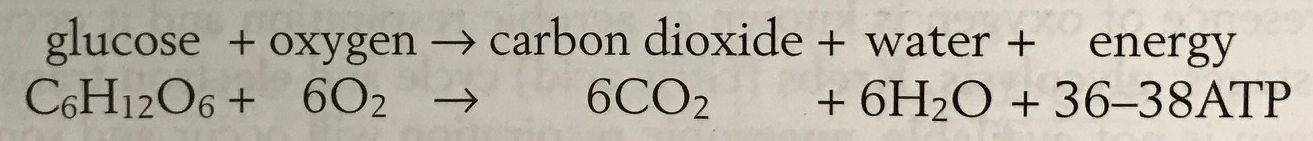 glucose + oxygen → carbon dioxide + water + energy
C₆H₁₂O₆ + 6O₂ → 6CO₂ + 6H₂O + 36–38ATP